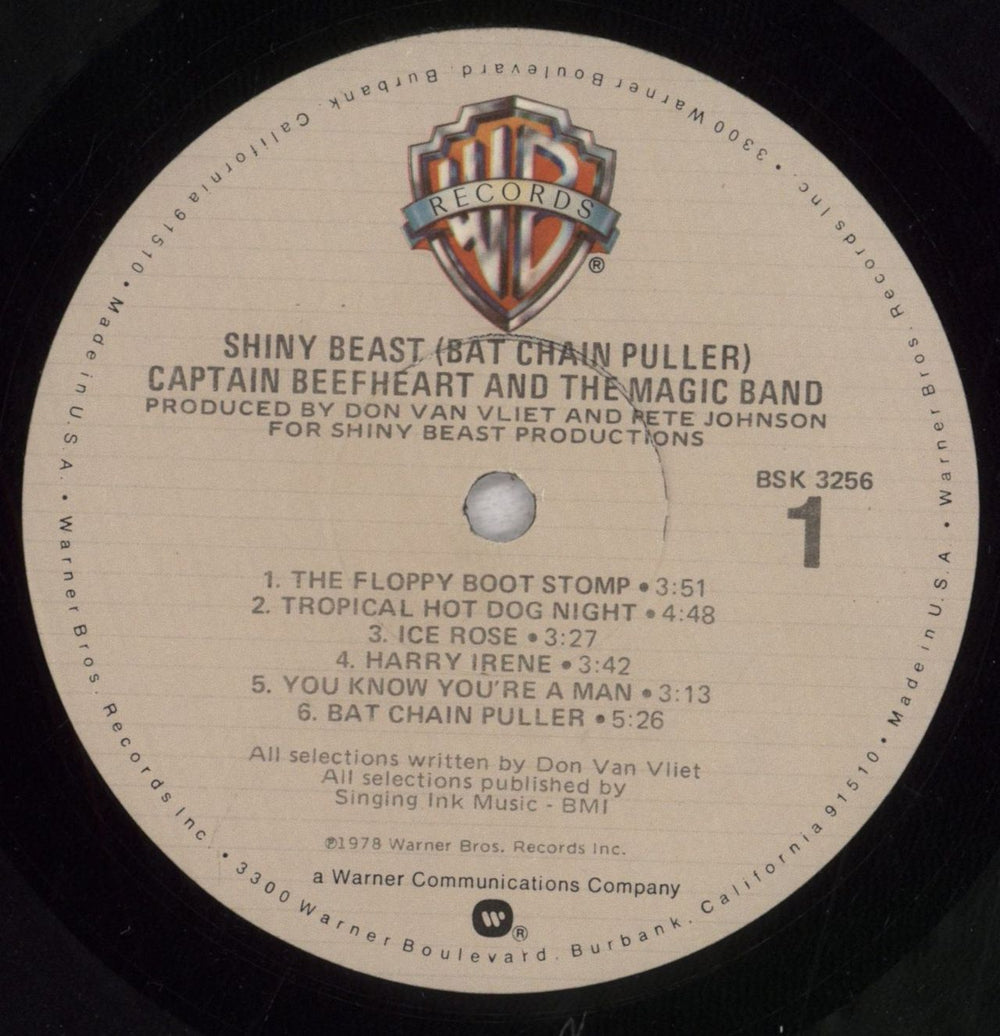 WB
RECORDS
®
SHINY BEAST (BAT CHAIN PULLER)
CAPTAIN BEEFHEART AND THE MAGIC BAND
PRODUCED BY DON VAN VLIET AND PETE JOHNSON
FOR SHINY BEAST PRODUCTIONS
BSK 3256
1
1. THE FLOPPY BOOT STOMP • 3:51
2. TROPICAL HOT DOG NIGHT • 4:48
3. ICE ROSE • 3:27
4. HARRY IRENE • 3:42
5. YOU KNOW YOU'RE A MAN • 3:13
6. BAT CHAIN PULLER • 5:26
All selections written by Don Van Vliet
All selections published by
Singing Ink Music - BMI
℗1978 Warner Bros. Records Inc.
a Warner Communications Company
W
®
Warner Bros. Records Inc. • 3300 Warner Boulevard. Burbank. California 91510 • Made in U.S.A. • Warner Bros. Records Inc. • 3300 Warner Boulevard. Burbank. California 91510 • Made in U.S.A. •